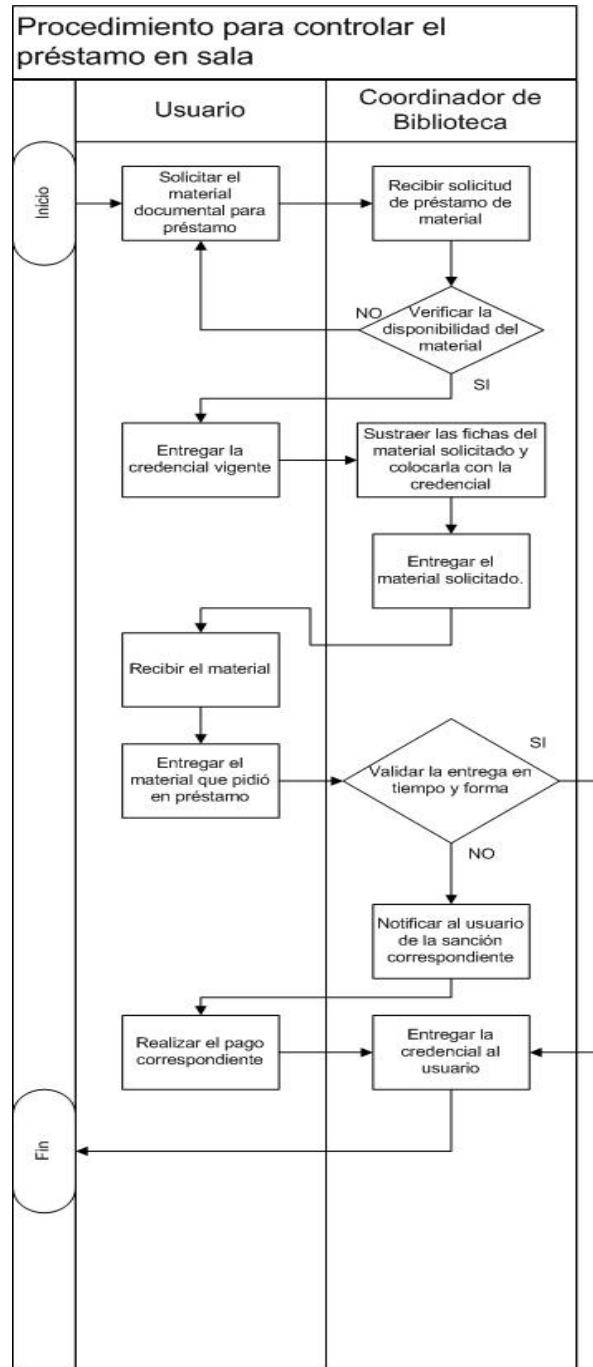 Procedimiento para controlar el
préstamo en sala
Usuario
Coordinador de
Biblioteca
Inicio
Solicitar el
material
documental para
préstamo
Recibir solicitud
de préstamo de
material
NO
Verificar la
disponibilidad del
material
SI
Entregar la
credencial vigente
Sustraer las fichas del
material solicitado y
colocarla con la
credencial
Entregar el
material solicitado.
Recibir el material
Entregar el
material que pidió
en préstamo
Validar la entrega en
tiempo y forma
SI
NO
Notificar al usuario
de la sanción
correspondiente
Realizar el pago
correspondiente
Entregar la
credencial al
usuario
Fin